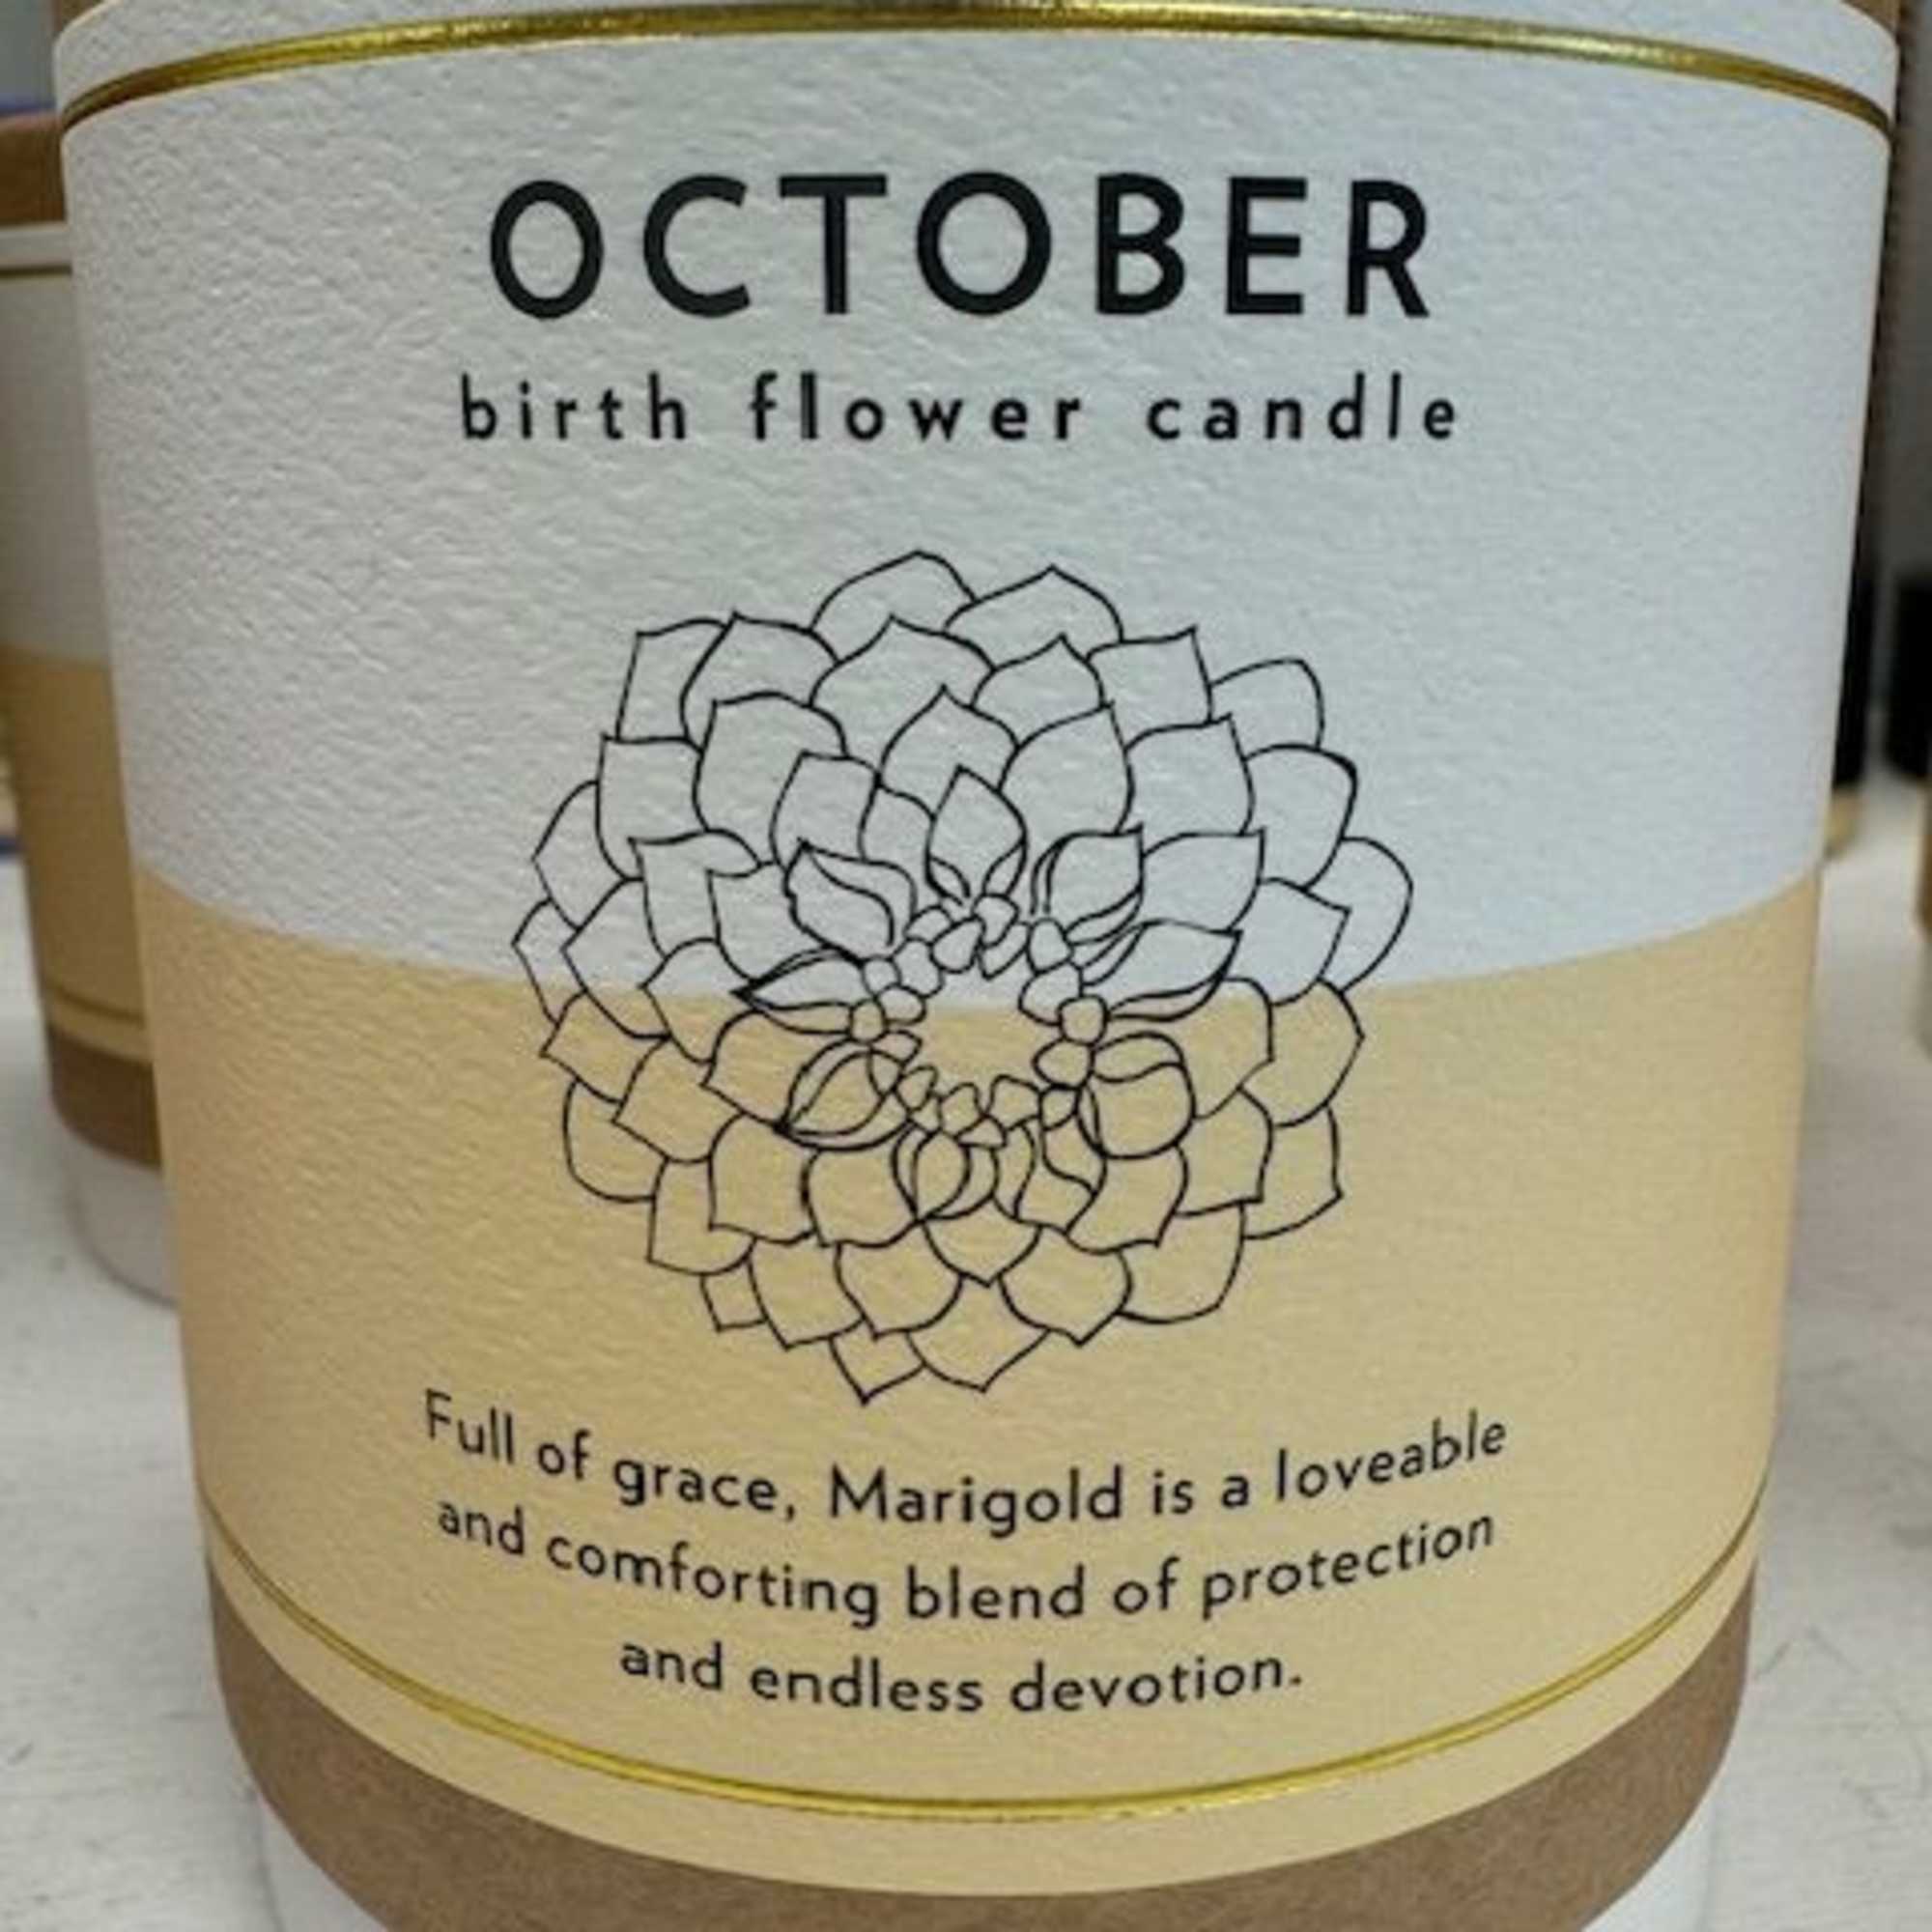 OCTOBER
birth flower candle
Full of grace, Marigold is a loveable
and comforting blend of protection
and endless devotion.